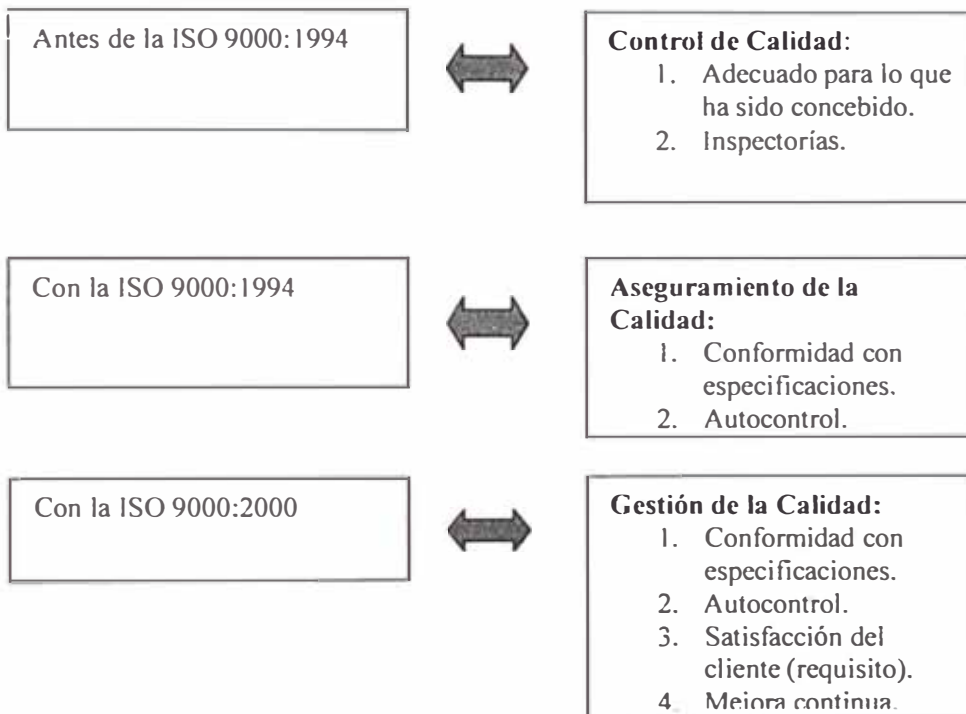 Antes de la ISO 9000:1994
Control de Calidad:
1. Adecuado para lo que
ha sido concebido.
2. Inspectorías.
Con la ISO 9000:1994
Aseguramiento de la
Calidad:
1. Conformidad con
especificaciones.
2. Autocontrol.
Con la ISO 9000:2000
Gestión de la Calidad:
1. Conformidad con
especificaciones.
2. Autocontrol.
3. Satisfacción del
cliente (requisito).
4. Mejora continua.